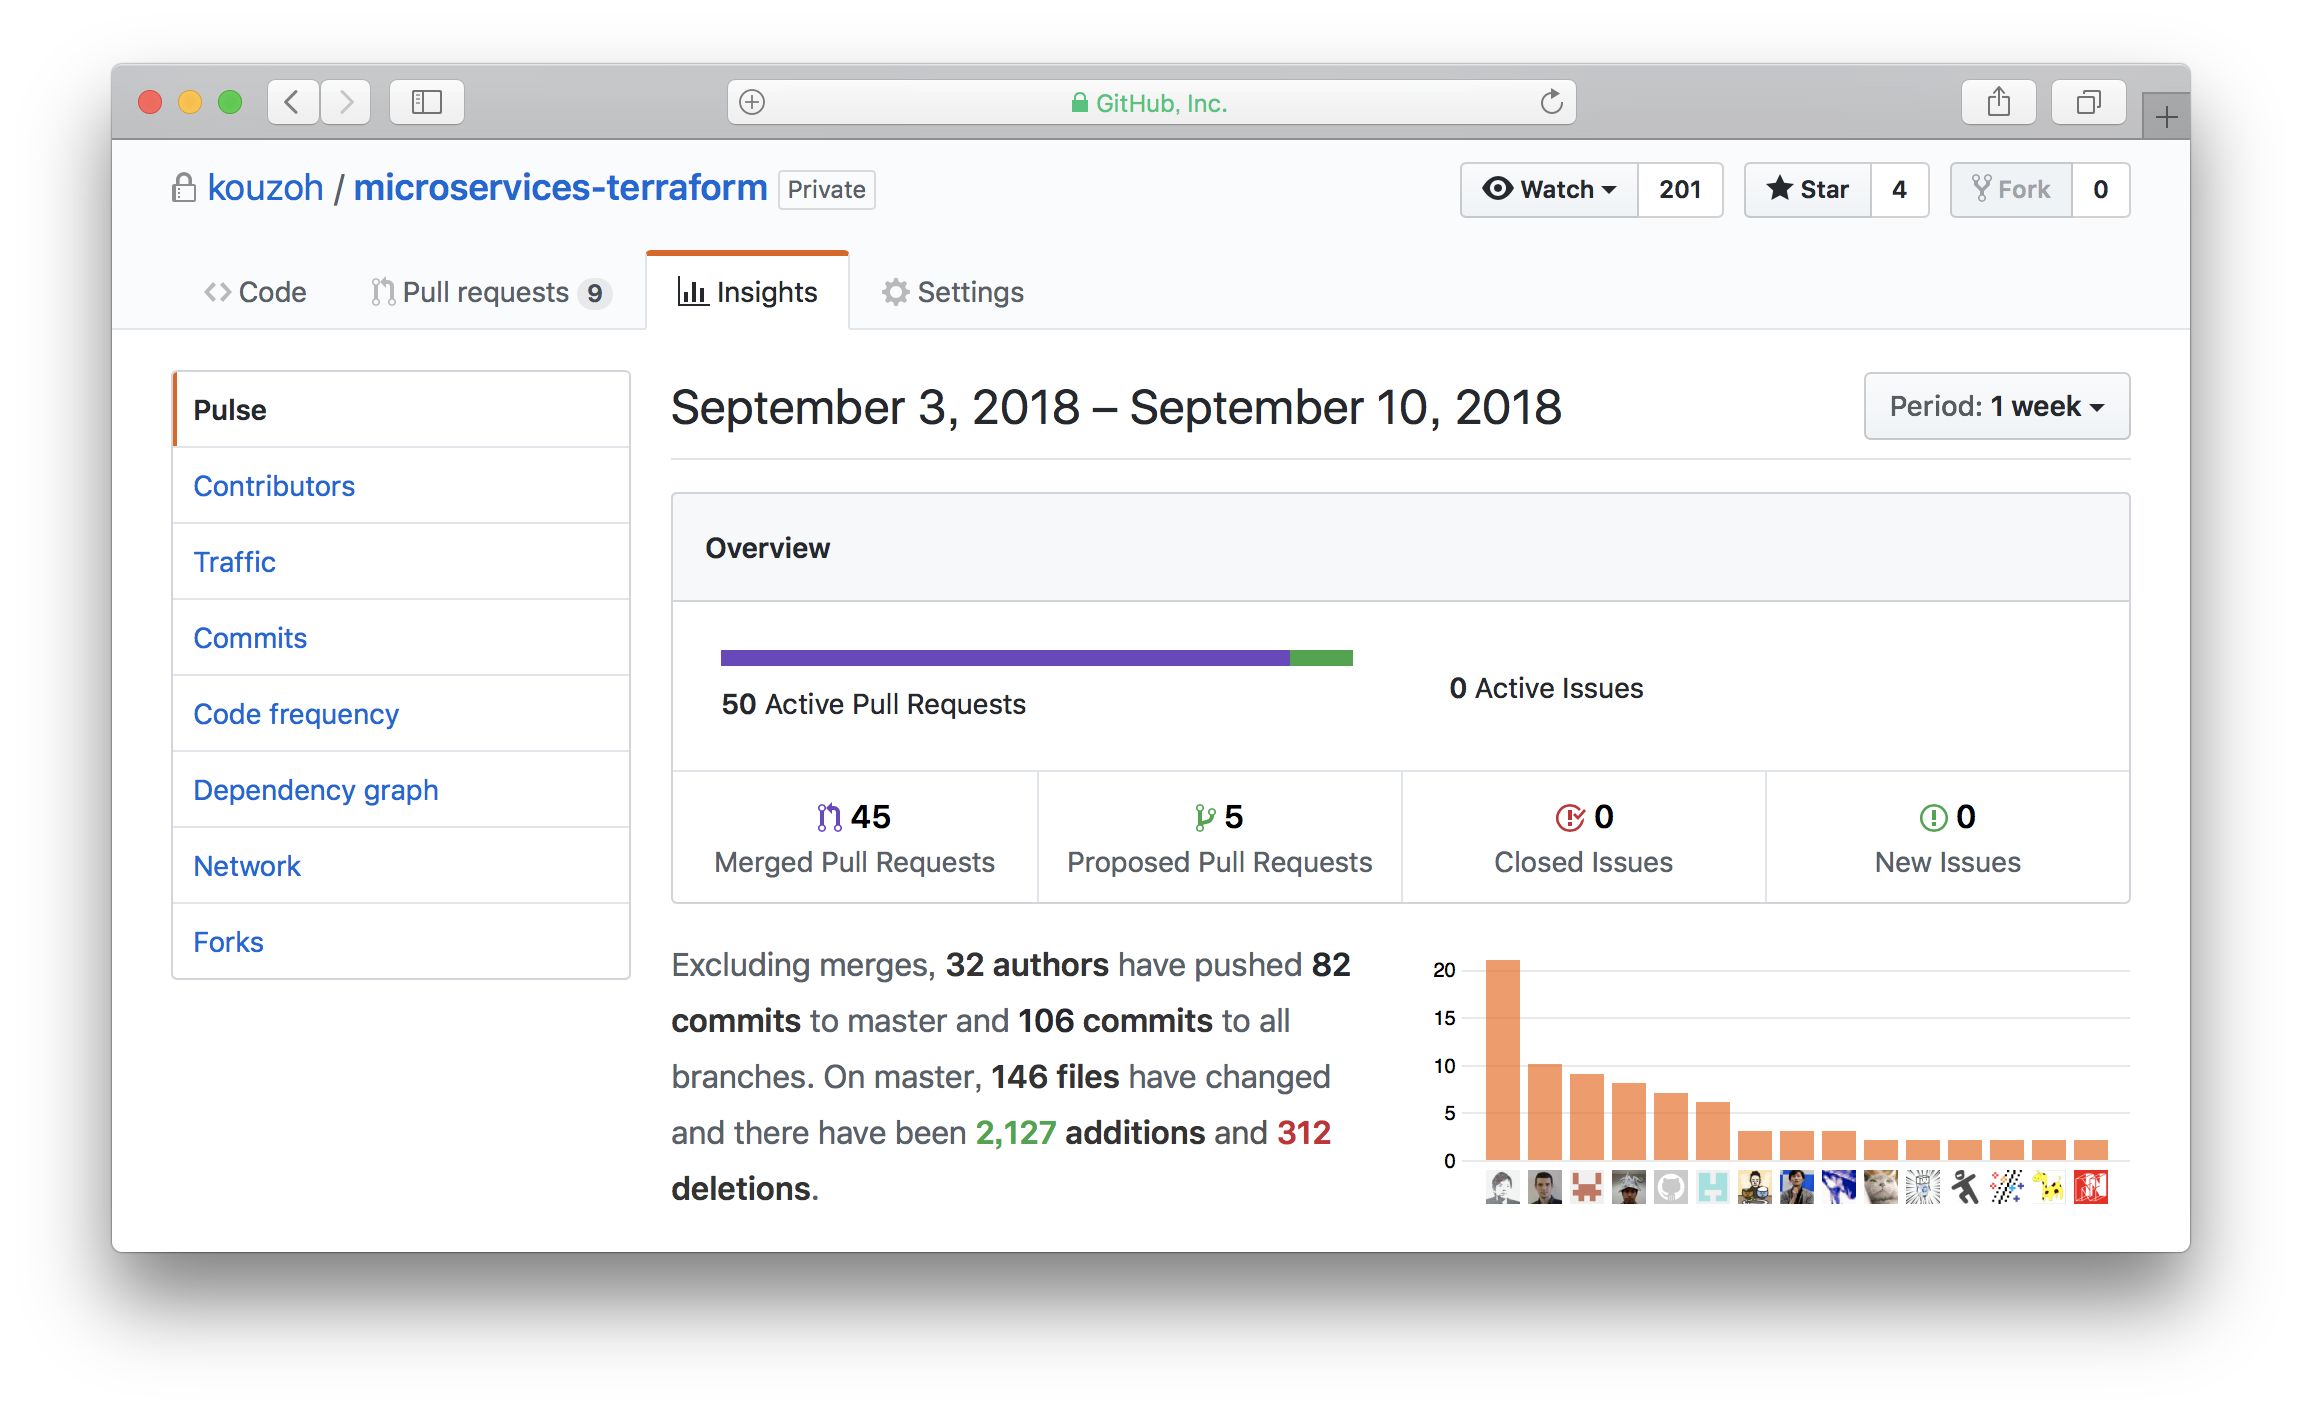 GitHub, Inc.
kouzoh / microservices-terraform Private
Watch 201 Star 4 Fork 0
Code Pull requests 9 Insights Settings
Pulse
Contributors
Traffic
Commits
Code frequency
Dependency graph
Network
Forks
September 3, 2018 – September 10, 2018
Period: 1 week
Overview
50 Active Pull Requests
0 Active Issues
45
Merged Pull Requests
5
Proposed Pull Requests
0
Closed Issues
0
New Issues
Excluding merges, 32 authors have pushed 82
commits to master and 106 commits to all
branches. On master, 146 files have changed
and there have been 2,127 additions and 312
deletions.
20
15
10
5
0